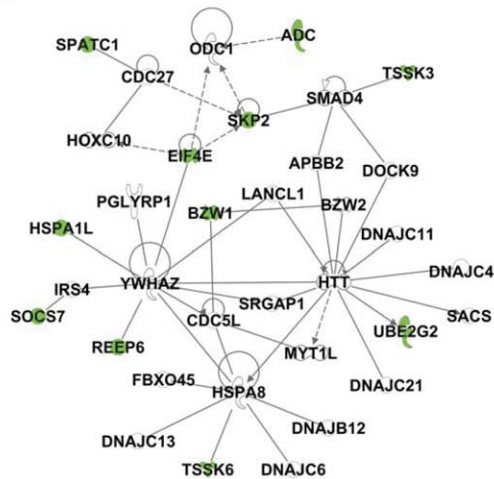 ADC
SPATC1
ODC1
CDC27
TSSK3
SMAD4
SKP2
HOXC10
EIF4E
APBB2
DOCK9
LANCL1
PGLYRP1
BZW2
BZW1
HSPA1L
DNAJC11
DNAJC4
YWHAZ
HTT
IRS4
SRGAP1
SOCS7
CDC5L
SACS
UBE2G2
REEP6
MYT1L
FBXO45
HSPA8
DNAJC21
DNAJB12
DNAJC13
TSSK6
DNAJC6